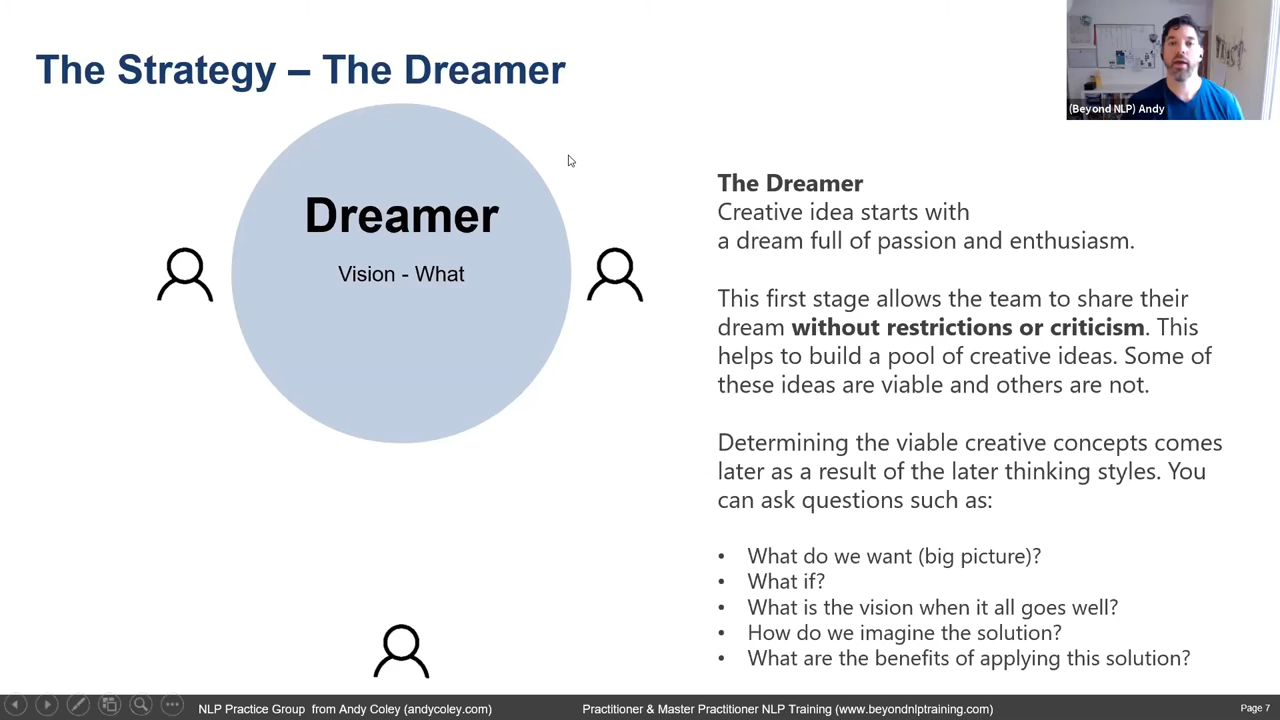 The Strategy – The Dreamer
(Beyond NLP) Andy
Dreamer
Vision - What
The Dreamer
Creative idea starts with
a dream full of passion and enthusiasm.
This first stage allows the team to share their
dream without restrictions or criticism. This
helps to build a pool of creative ideas. Some of
these ideas are viable and others are not.
Determining the viable creative concepts comes
later as a result of the later thinking styles. You
can ask questions such as:
• What do we want (big picture)?
• What if?
• What is the vision when it all goes well?
• How do we imagine the solution?
• What are the benefits of applying this solution?
NLP Practice Group from Andy Coley (andycoley.com)
Practitioner & Master Practitioner NLP Training (www.beyondnlptraining.com)
Page 7